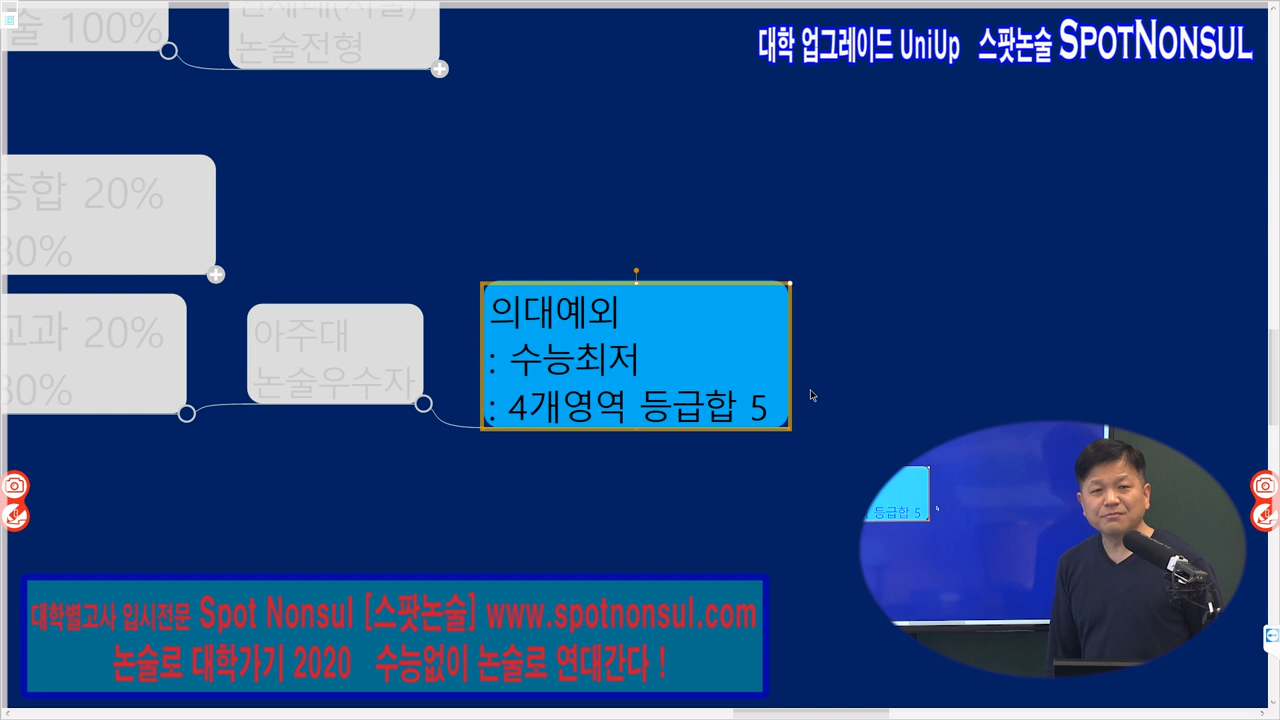 술 100%
논술전형
대학 업그레이드 UniUp 스팟논술 SPOTNONSUL
종합 20%
80%
교과 20%
80%
아주대
논술우수자
의대예외
: 수능최저
: 4개영역 등급합 5
등급합 5
대학별고사 입시전문 Spot Nonsul [스팟논술] www.spotnonsul.com
논술로 대학가기 2020 수능없이 논술로 연대간다 !